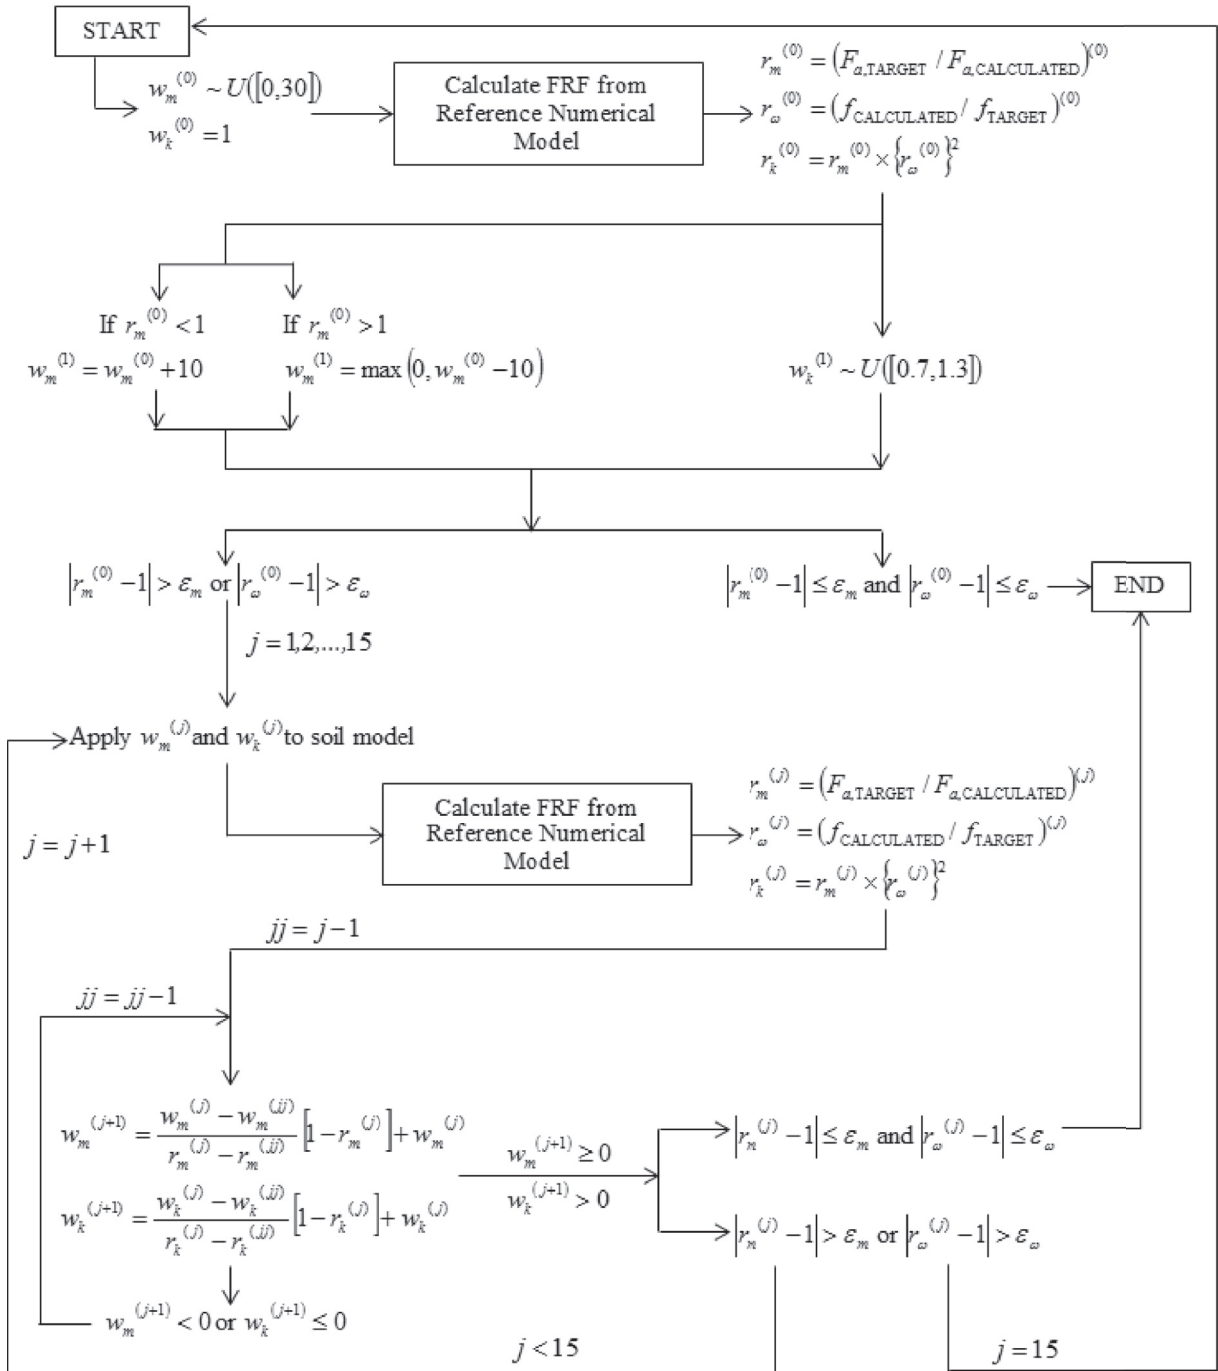 START
w_m^(0) ~ U([0,30])
w_k^(0) = 1
Calculate FRF from
Reference Numerical
Model
r_m^(0) = (F_a,TARGET / F_a,CALCULATED)^(0)
r_ω^(0) = (f_CALCULATED / f_TARGET)^(0)
r_k^(0) = r_m^(0) × {r_ω^(0)}^2
If r_m^(0) < 1
w_m^(1) = w_m^(0) + 10
If r_m^(0) > 1
w_m^(1) = max(0, w_m^(0) − 10)
w_k^(1) ~ U([0.7,1.3])
|r_m^(0) − 1| > ε_m or |r_ω^(0) − 1| > ε_ω
|r_m^(0) − 1| ≤ ε_m and |r_ω^(0) − 1| ≤ ε_ω
END
j = 1,2,...,15
Apply w_m^(j) and w_k^(j) to soil model
j = j+1
Calculate FRF from
Reference Numerical
Model
r_m^(j) = (F_a,TARGET / F_a,CALCULATED)^(j)
r_ω^(j) = (f_CALCULATED / f_TARGET)^(j)
r_k^(j) = r_m^(j) × {r_ω^(j)}^2
jj = j − 1
jj = jj − 1
w_m^(j+1) = (w_m^(j) − w_m^(jj)) / (r_m^(j) − r_m^(jj)) [1 − r_m^(j)] + w_m^(j)
w_k^(j+1) = (w_k^(j) − w_k^(jj)) / (r_k^(j) − r_k^(jj)) [1 − r_k^(j)] + w_k^(j)
w_m^(j+1) ≥ 0
w_k^(j+1) > 0
|r_n^(j) − 1| ≤ ε_m and |r_ω^(j) − 1| ≤ ε_ω
|r_n^(j) − 1| > ε_m or |r_ω^(j) − 1| > ε_ω
w_m^(j+1) < 0 or w_k^(j+1) ≤ 0
j < 15
j = 15